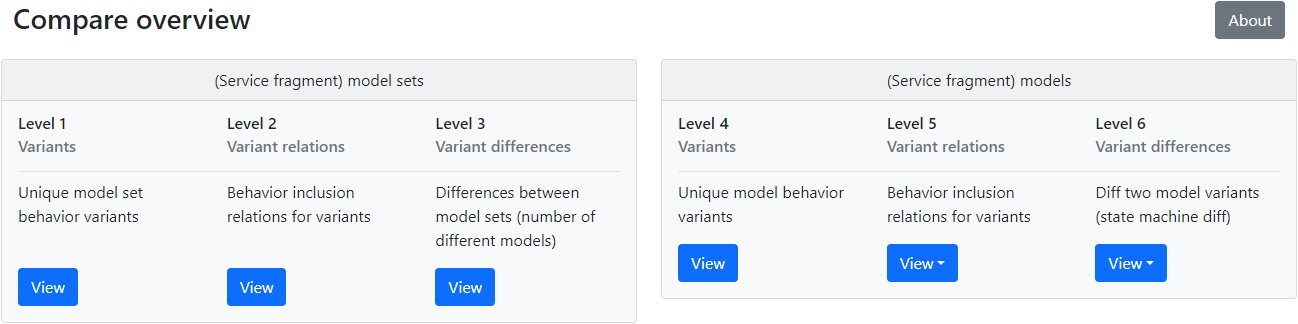 Compare overview
About
(Service fragment) model sets
Level 1
Variants
Unique model set
behavior variants
View
Level 2
Variant relations
Behavior inclusion
relations for variants
View
Level 3
Variant differences
Differences between
model sets (number of
different models)
View
(Service fragment) models
Level 4
Variants
Unique model behavior
variants
View
Level 5
Variant relations
Behavior inclusion
relations for variants
View
Level 6
Variant differences
Diff two model variants
(state machine diff)
View